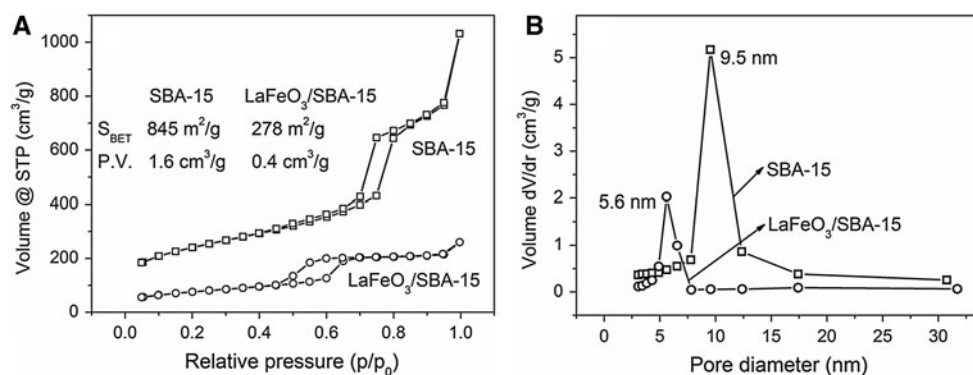 A
1000
800
600
400
200
0
Volume @ STP (cm³/g)
SBA-15 LaFeO₃/SBA-15
S_BET 845 m²/g 278 m²/g
P.V. 1.6 cm³/g 0.4 cm³/g
SBA-15
LaFeO₃/SBA-15
0.0 0.2 0.4 0.6 0.8 1.0
Relative pressure (p/p₀)
B
5
4
3
2
1
0
Volume dV/dr (cm³/g)
9.5 nm
SBA-15
5.6 nm
LaFeO₃/SBA-15
0 5 10 15 20 25 30
Pore diameter (nm)